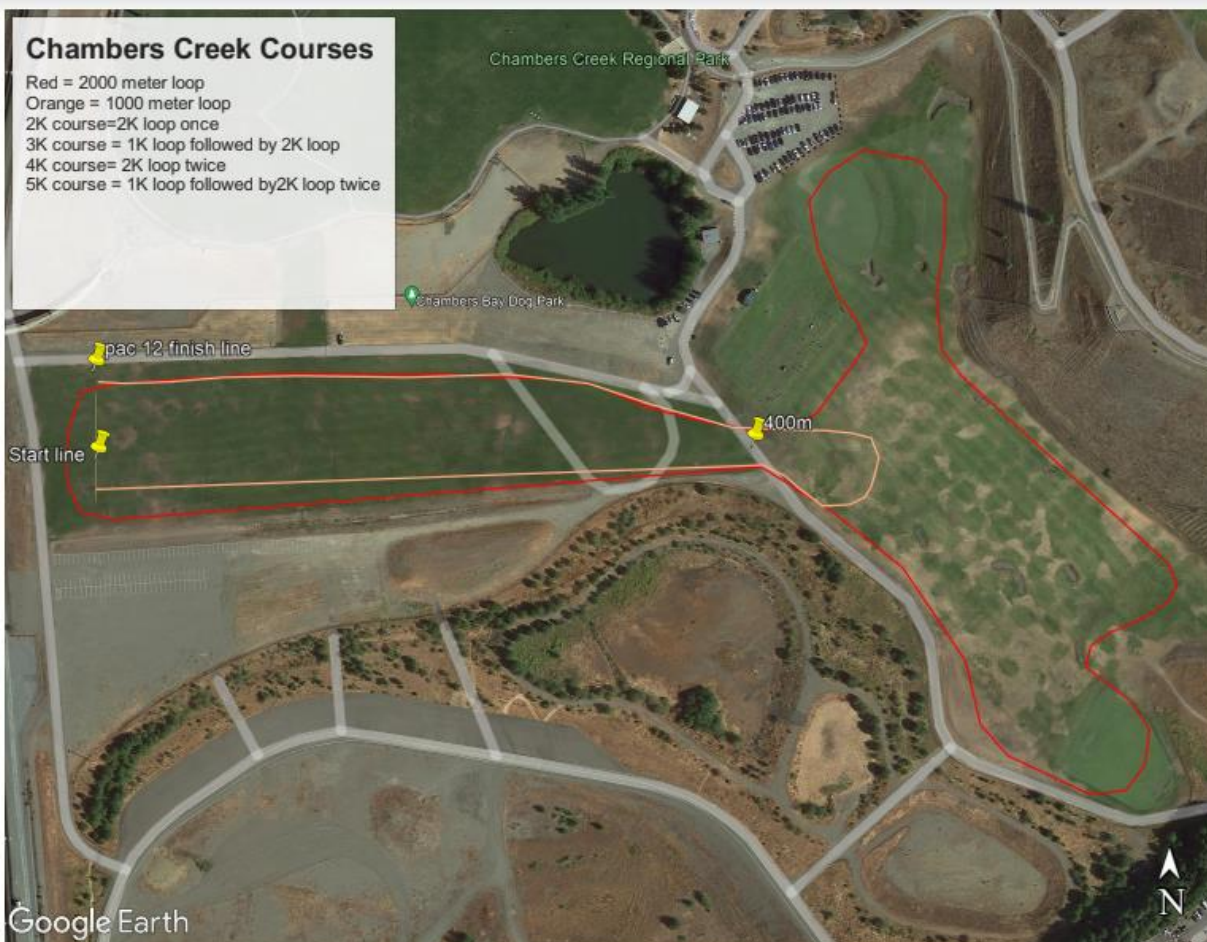 Chambers Creek Courses
Red = 2000 meter loop
Orange = 1000 meter loop
2K course=2K loop once
3K course = 1K loop followed by 2K loop
4K course= 2K loop twice
5K course = 1K loop followed by2K loop twice
Chambers Creek Regional Park
Chambers Bay Dog Park
pac 12 finish line
400m
Start line
N
Google Earth